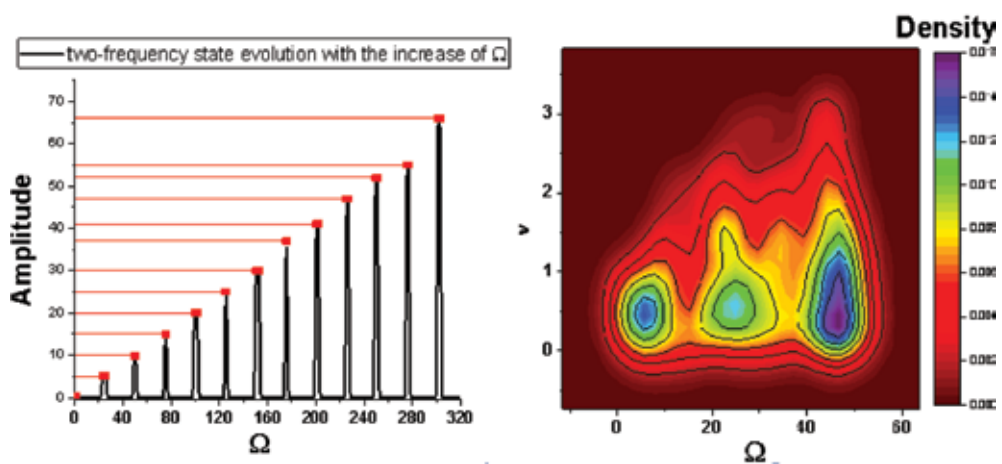 two-frequency state evolution with the increase of Ω
Amplitude
70
60
50
40
30
20
10
0
0 40 80 120 160 200 240 280 320
Ω
Density
3
2
1
0
v
0 20 40 60
Ω